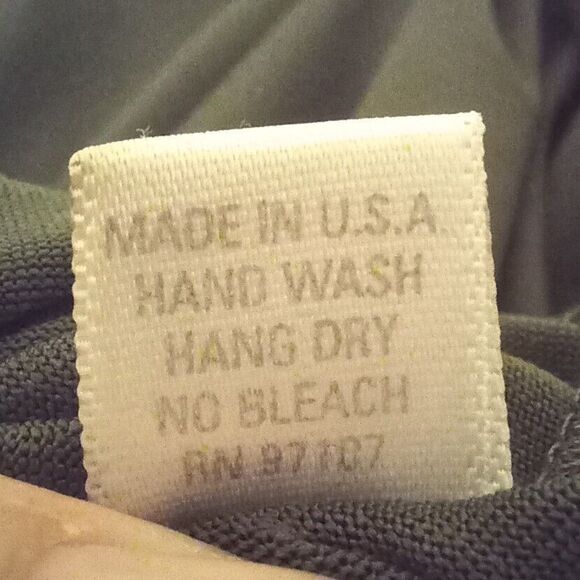 MADE IN U.S.A.
HAND WASH
HANG DRY
NO BLEACH
RN 97107